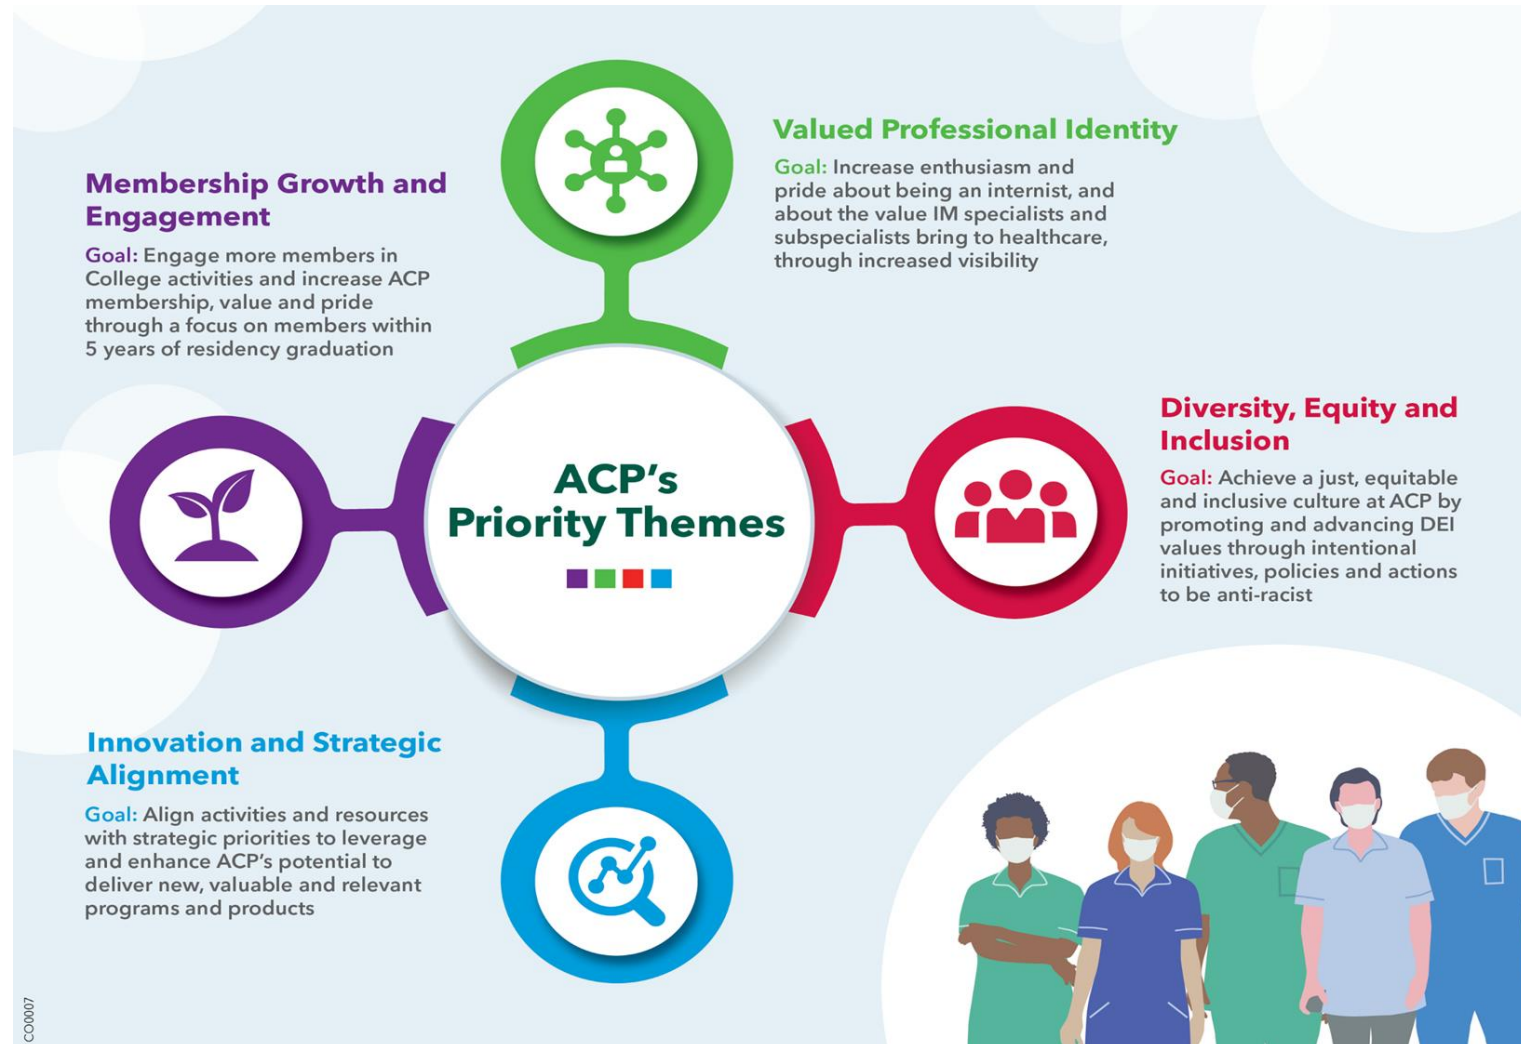 Valued Professional Identity
Goal: Increase enthusiasm and
pride about being an internist, and
about the value IM specialists and
subspecialists bring to healthcare,
through increased visibility
Membership Growth and
Engagement
Goal: Engage more members in
College activities and increase ACP
membership, value and pride
through a focus on members within
5 years of residency graduation
Diversity, Equity and
Inclusion
Goal: Achieve a just, equitable
and inclusive culture at ACP by
promoting and advancing DEI
values through intentional
initiatives, policies and actions
to be anti-racist
ACP’s
Priority Themes
Innovation and Strategic
Alignment
Goal: Align activities and resources
with strategic priorities to leverage
and enhance ACP’s potential to
deliver new, valuable and relevant
programs and products
CO0007